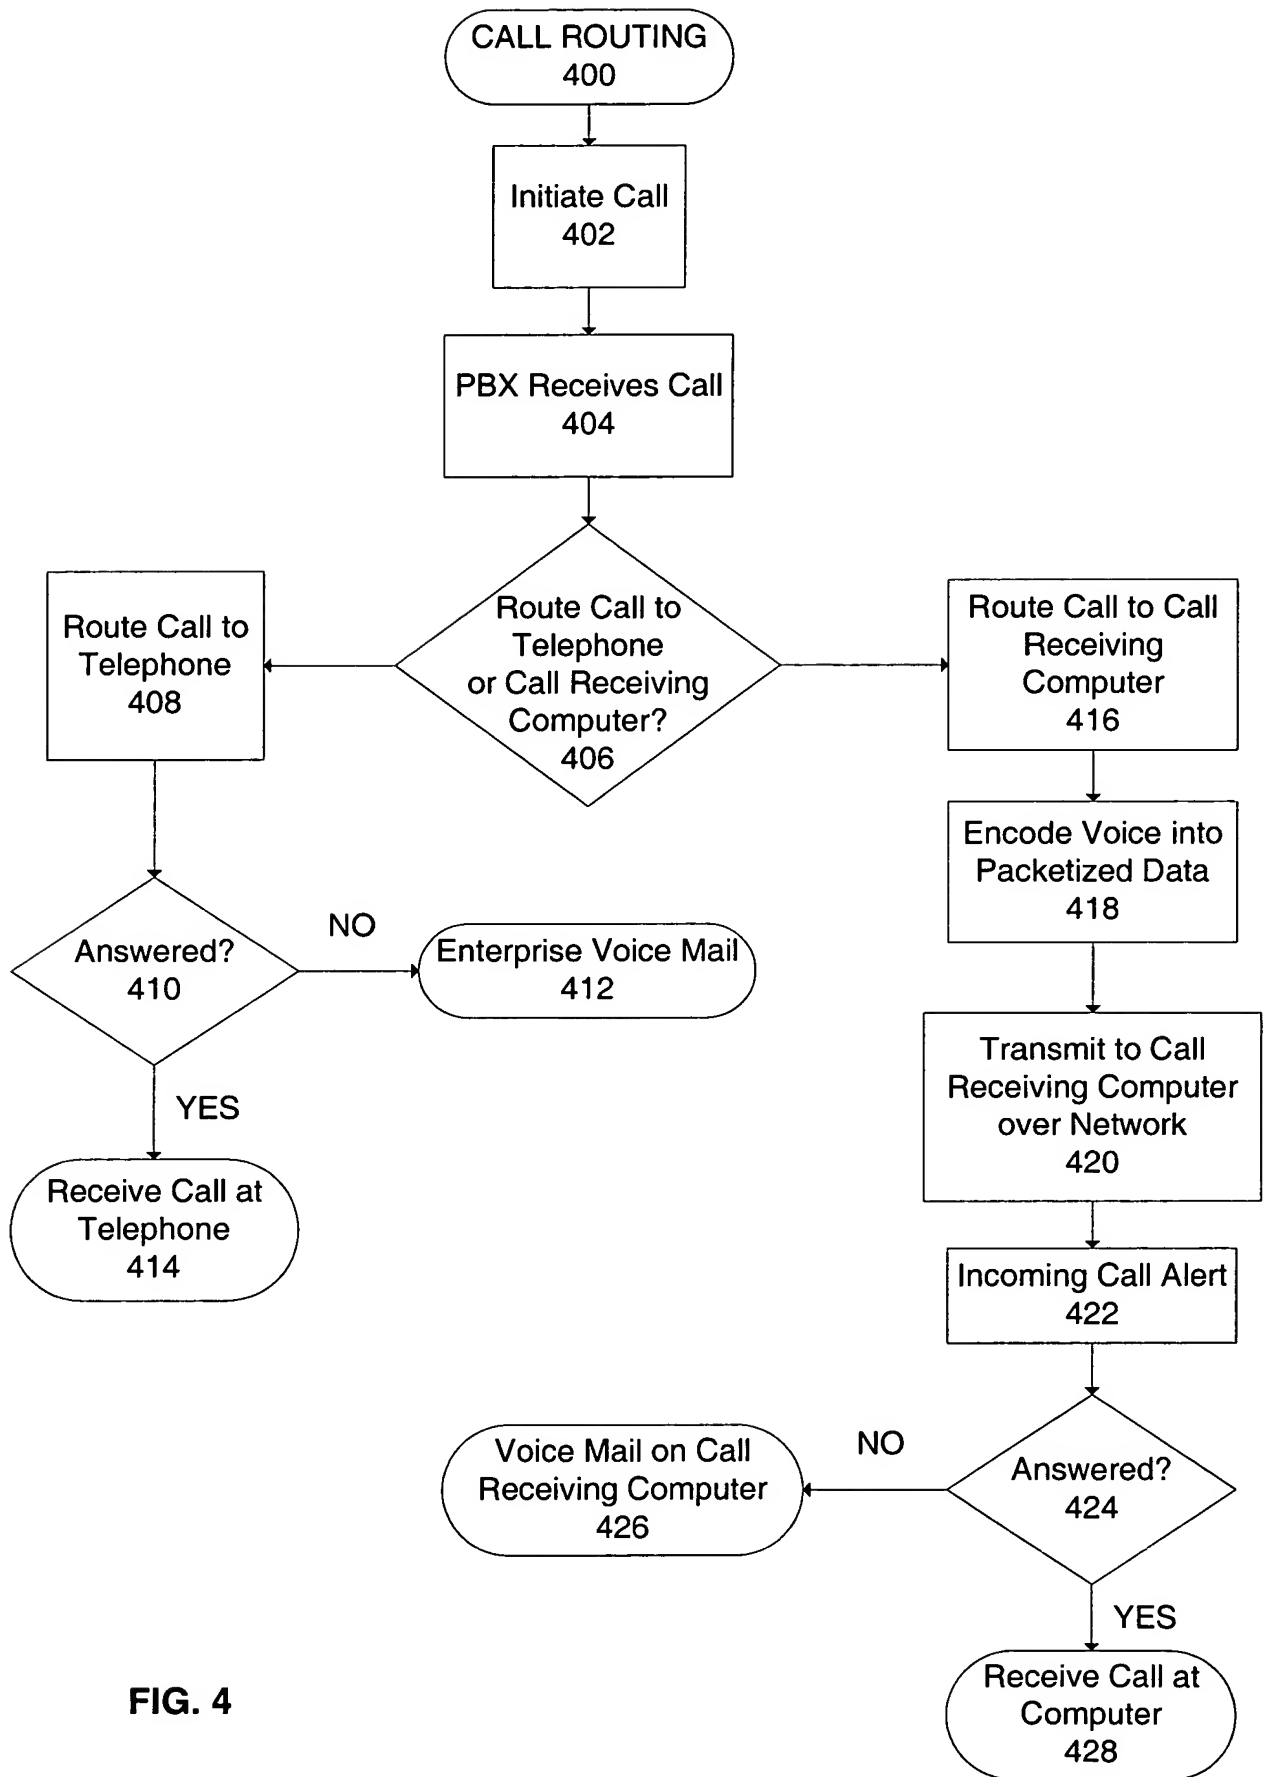 CALL ROUTING
400
Initiate Call
402
PBX Receives Call
404
Route Call to
Telephone
or Call Receiving
Computer?
406
Route Call to
Telephone
408
Answered?
410
NO
Enterprise Voice Mail
412
YES
Receive Call at
Telephone
414
Route Call to Call
Receiving
Computer
416
Encode Voice into
Packetized Data
418
Transmit to Call
Receiving Computer
over Network
420
Incoming Call Alert
422
Answered?
424
NO
Voice Mail on Call
Receiving Computer
426
YES
Receive Call at
Computer
428
FIG. 4